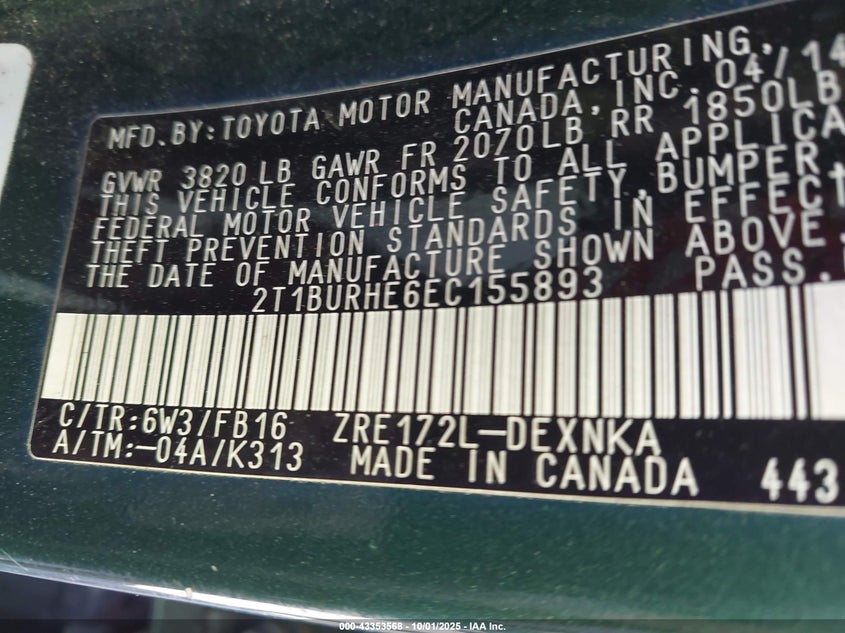 MFD.BY:TOYOTA MOTOR MANUFACTURING,
CANADA, INC. 04/14
GVWR 3820 LB GAWR FR 2070LB RR 1850LB
THIS VEHICLE CONFORMS TO ALL APPLICA
FEDERAL MOTOR VEHICLE SAFETY, BUMPER,
THEFT PREVENTION STANDARDS IN EFFECT
THE DATE OF MANUFACTURE SHOWN ABOVE.
2T1BURHE6EC155893 PASS.
C/TR:6W3/FB16 ZRE172L-DEXNKA
A/TM:-04A/K313 MADE IN CANADA 443
000-43353568 - 10/01/2025 - IAA Inc.